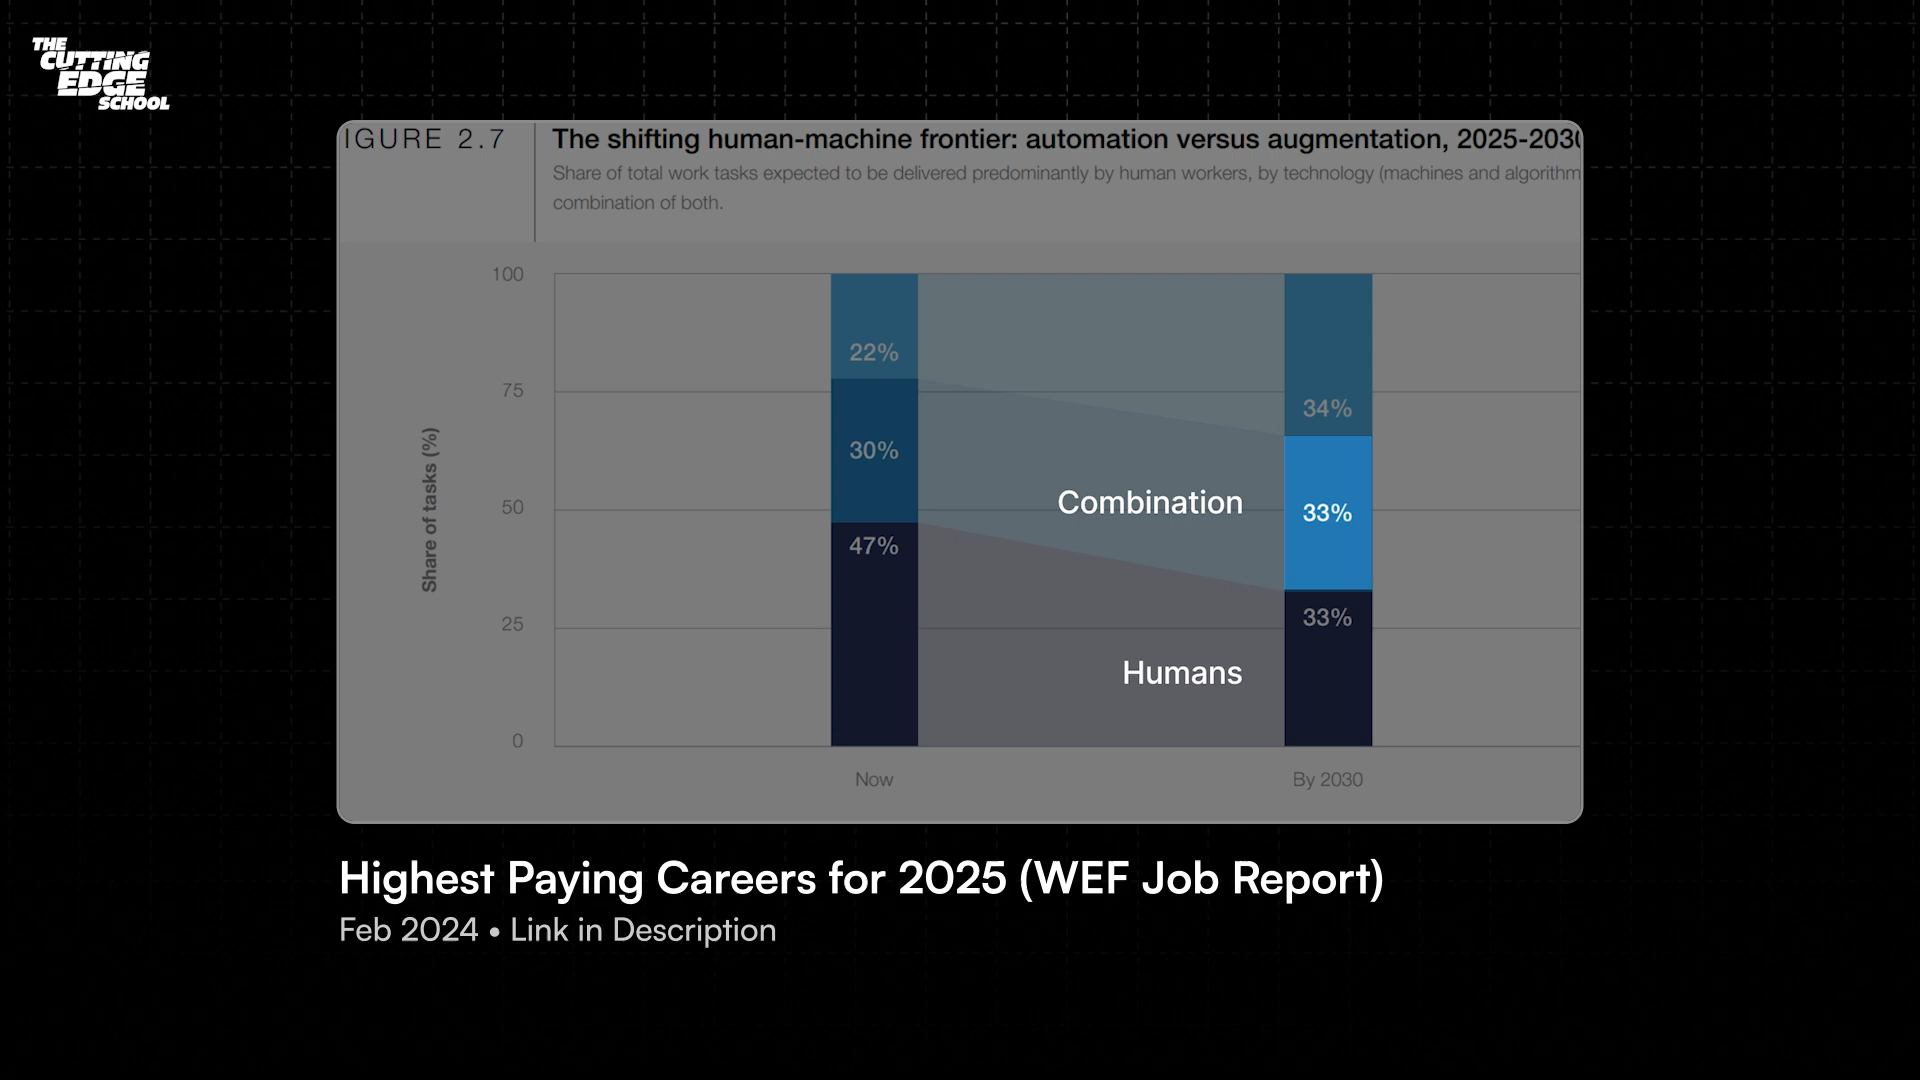 THE
CUTTING
EDGE
SCHOOL
IGURE 2.7
The shifting human-machine frontier: automation versus augmentation, 2025-203
Share of total work tasks expected to be delivered predominantly by human workers, by technology (machines and algorithm
combination of both.
100
75
50
25
0
Share of tasks (%)
22%
30%
47%
34%
33%
33%
Combination
Humans
Now
By 2030
Highest Paying Careers for 2025 (WEF Job Report)
Feb 2024 • Link in Description